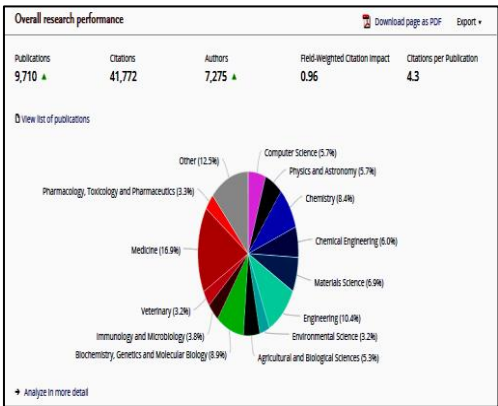 Overall research performance
Download page as PDF Export
Publications Citations Authors Field-Weighted Citation Impact Citations per Publication
9,710 41,772 7,275 0.96 4.3
View list of publications
Other (12.5%)
Computer Science (5.7%)
Physics and Astronomy (5.7%)
Pharmacology, Toxicology and Pharmaceutics (3.3%)
Chemistry (8.4%)
Chemical Engineering (6.0%)
Medicine (16.9%)
Materials Science (6.9%)
Veterinary (3.2%)
Engineering (10.4%)
Immunology and Microbiology (3.8%)
Environmental Science (3.2%)
Biochemistry, Genetics and Molecular Biology (8.9%)
Agricultural and Biological Sciences (5.3%)
Analyze in more detail